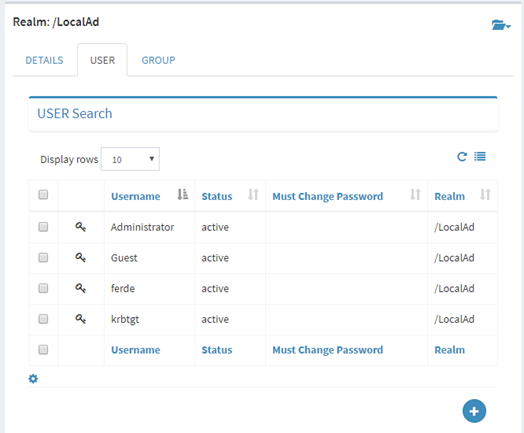 Realm: /LocalAd
DETAILS USER GROUP
USER Search
Display rows 10
Username Status Must Change Password Realm
Administrator active /LocalAd
Guest active /LocalAd
ferde active /LocalAd
krbtgt active /LocalAd
Username Status Must Change Password Realm